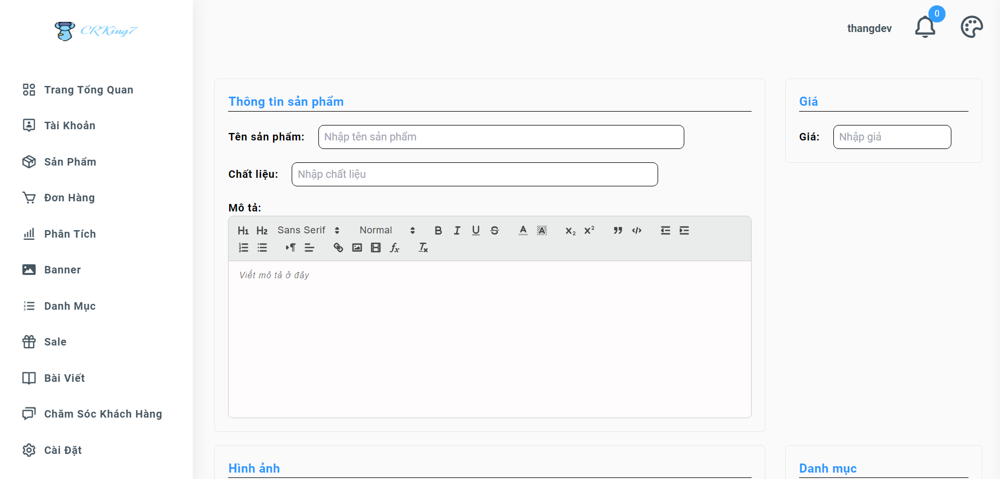 CRKing7
thangdev
0
Trang Tổng Quan
Tài Khoản
Sản Phẩm
Đơn Hàng
Phân Tích
Banner
Danh Mục
Sale
Bài Viết
Chăm Sóc Khách Hàng
Cài Đặt
Thông tin sản phẩm
Tên sản phẩm: Nhập tên sản phẩm
Chất liệu: Nhập chất liệu
Mô tả:
H1 H2 Sans Serif Normal
Viết mô tả ở đây
Giá
Giá: Nhập giá
Hình ảnh
Danh mục